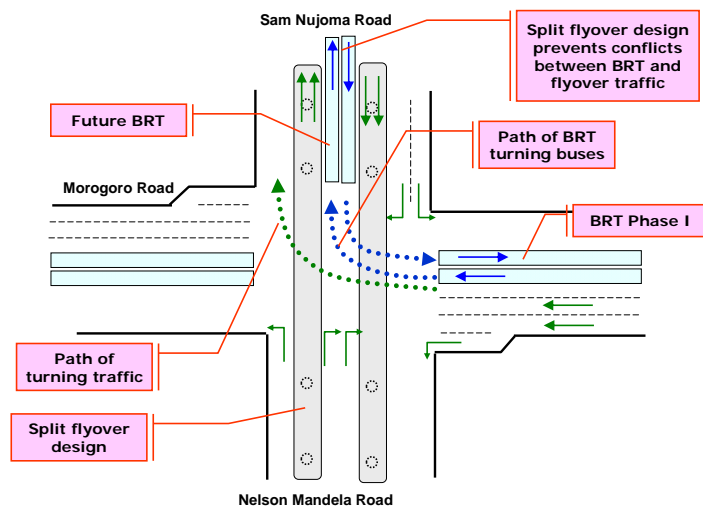 Sam Nujoma Road
Split flyover design
prevents conflicts
between BRT and
flyover traffic
Future BRT
Path of BRT
turning buses
Morogoro Road
BRT Phase I
Path of
turning traffic
Split flyover
design
Nelson Mandela Road